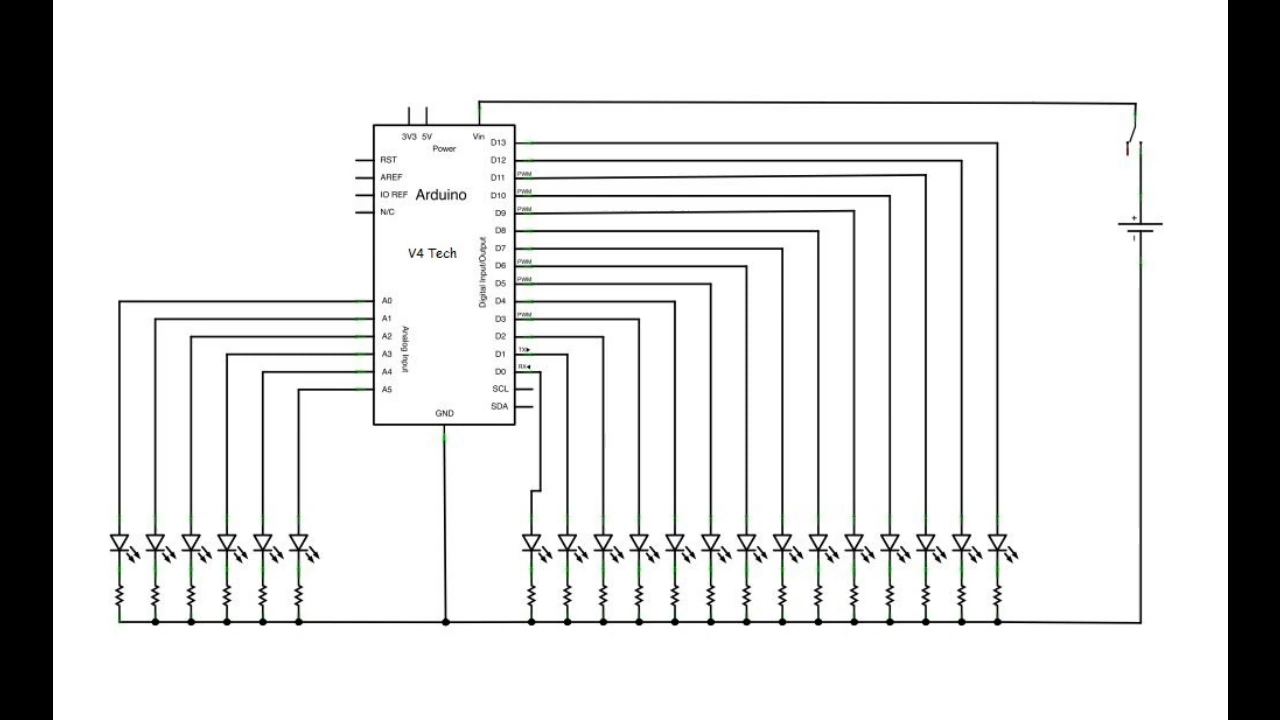 3V3 5V Vin
Power
D13
D12
RST
AREF
D11 PWM
IO REF
Arduino
D10 PWM
N/C
D9 PWM
D8
V4 Tech
D7
D6 PWM
Digital Input/Output
D5 PWM
A0
D4
A1
D3 PWM
A2
D2
Analog Input
A3
D1 TX
A4
D0 RX
A5
SCL
SDA
GND
+
−